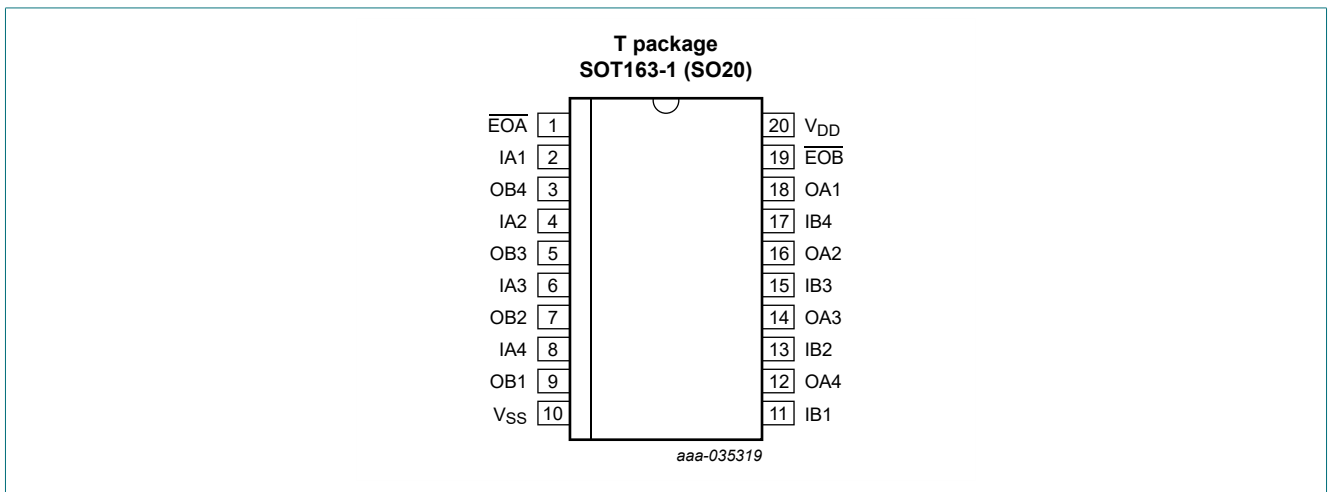 T package
SOT163-1 (SO20)
E̅O̅A̅ 1 20 VDD
IA1 2 19 E̅O̅B̅
OB4 3 18 OA1
IA2 4 17 IB4
OB3 5 16 OA2
IA3 6 15 IB3
OB2 7 14 OA3
IA4 8 13 IB2
OB1 9 12 OA4
VSS 10 11 IB1
aaa-035319